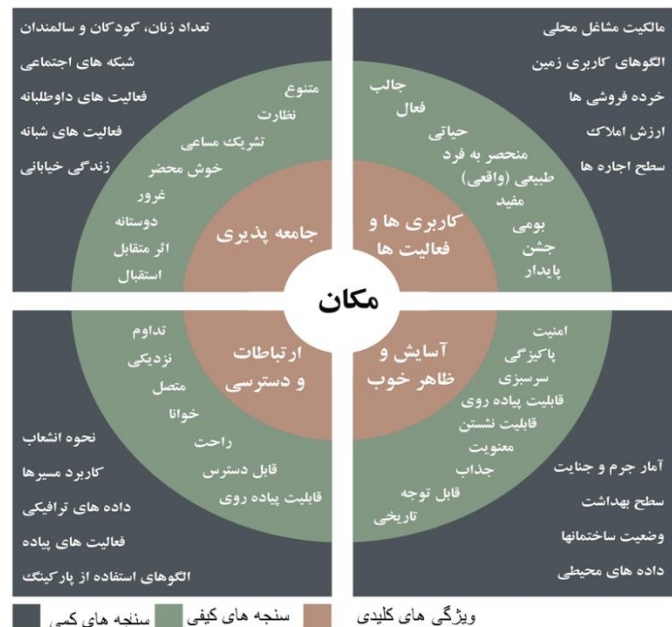 مالکیت مشاغل محلی
الگوهای کاربری زمین
خرده فروشی ها
ارزش املاک
سطح اجاره ها
جالب
فعال
حیاتی
منحصر به فرد
طبیعی (واقعی)
مفید
بومی
جشن
پایدار
کاربری ها و
فعالیت ها
تعداد زنان، کودکان و سالمندان
شبکه های اجتماعی
فعالیت های داوطلبانه
فعالیت های شبانه
زندگی خیابانی
متنوع
نظارت
تشریک مساعی
خوش محضر
غرور
دوستانه
اثر متقابل
استقبال
جامعه پذیری
مکان
آسایش و
ظاهر خوب
امنیت
پاکیزگی
سرسبزی
قابلیت پیاده روی
قابلیت نشستن
معنویت
جذاب
قابل توجه
تاریخی
آمار جرم و جنایت
سطح بهداشت
وضعیت ساختمانها
داده های محیطی
ارتباطات
و دسترسی
تداوم
نزدیکی
متصل
خوانا
راحت
قابل دسترس
قابلیت پیاده روی
نحوه انشعاب
کاربرد مسیرها
داده های ترافیکی
فعالیت های پیاده
الگوهای استفاده از پارکینگ
ویژگی های کلیدی
سنجه های کیفی
سنجه های کمی